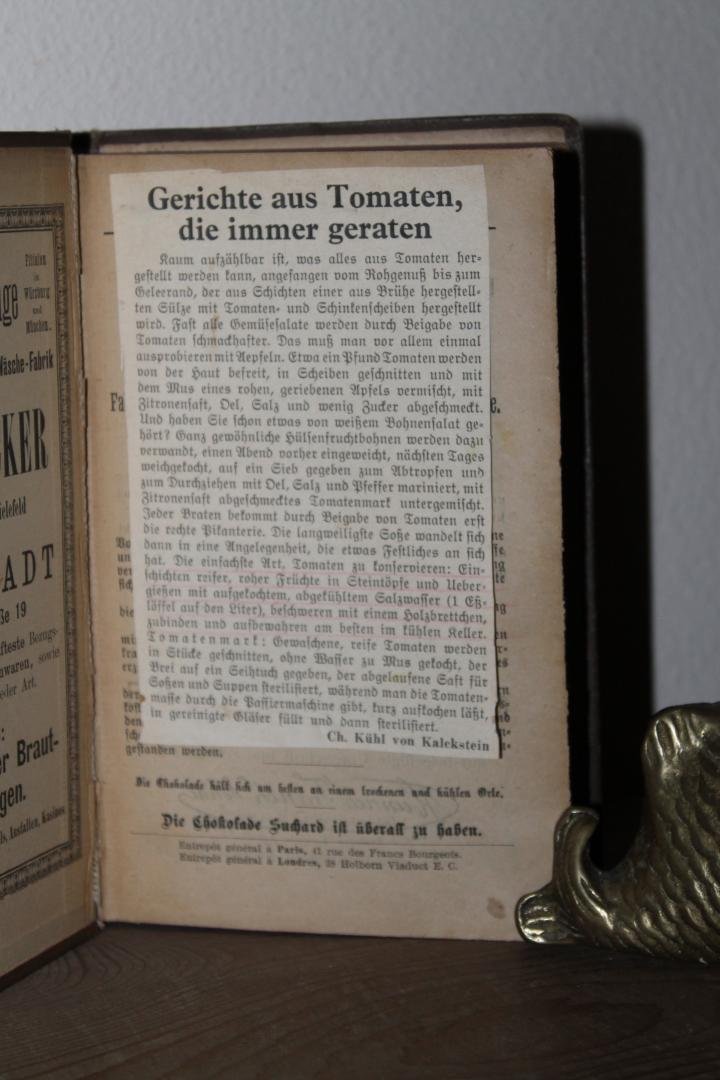 Filialen
in
Würzburg
und
München.
Wäsche-Fabrik
KER
ielefeld
ADT
ße 19
Gerichte aus Tomaten,
die immer geraten
Kaum aufzählbar ist, was alles aus Tomaten her-
gestellt werden kann, angefangen vom Rohgenuß bis zum
Geleerand, der aus Schichten einer aus Brühe hergestell-
ten Sülze mit Tomaten- und Schinkenscheiben hergestellt
wird. Fast alle Gemüsesalate werden durch Beigabe von
Tomaten schmackhafter. Das muß man vor allem einmal
ausprobieren mit Aepfeln. Etwa ein Pfund Tomaten werden
von der Haut befreit, in Scheiben geschnitten und mit
dem Mus eines rohen, geriebenen Apfels vermischt, mit
Zitronensaft, Oel, Salz und wenig Zucker abgeschmeckt.
Und haben Sie schon etwas von weißem Bohnensalat ge-
hört? Ganz gewöhnliche Hülsenfruchtbohnen werden dazu
verwandt, einen Abend vorher eingeweicht, nächsten Tages
weichgekocht, auf ein Sieb gegeben zum Abtropfen und
zum Durchziehen mit Oel, Salz und Pfeffer mariniert, mit
Zitronensaft abgeschmecktes Tomatenmark untergemischt.
Jeder Braten bekommt durch Beigabe von Tomaten erst
die rechte Pikanterie. Die langweiligste Soße wandelt sich
dann in eine Angelegenheit, die etwas Festliches an sich
hat. Die einfachste Art, Tomaten zu konservieren: Ein-
schichten reifer, roher Früchte in Steintöpfe und Ueber-
gießen mit aufgekochtem, abgekühltem Salzwasser (1 Eß-
löffel auf den Liter), beschweren mit einem Holzbrettchen,
zubinden und aufbewahren am besten im kühlen Keller.
Tomatenmark: Gewaschene, reife Tomaten werden
in Stücke geschnitten, ohne Wasser zu Mus gekocht, der
Brei auf ein Seihtuch gegeben, der abgelaufene Saft für
Soßen und Suppen sterilisiert, während man die Tomaten-
masse durch die Passiermaschine gibt, kurz aufkochen läßt,
in gereinigte Gläser füllt und dann sterilisiert.
Ch. Kühl von Kalckstein
gestanden werden.
Die Chokolade hält sich am besten an einem trockenen und kühlen Orte.
Die Chokolade Suchard ist überall zu haben.
Entrepôt général à Paris, 41 rue des Francs Bourgeois.
Entrepôt général à Londres, 28 Holborn Viaduct E. C.